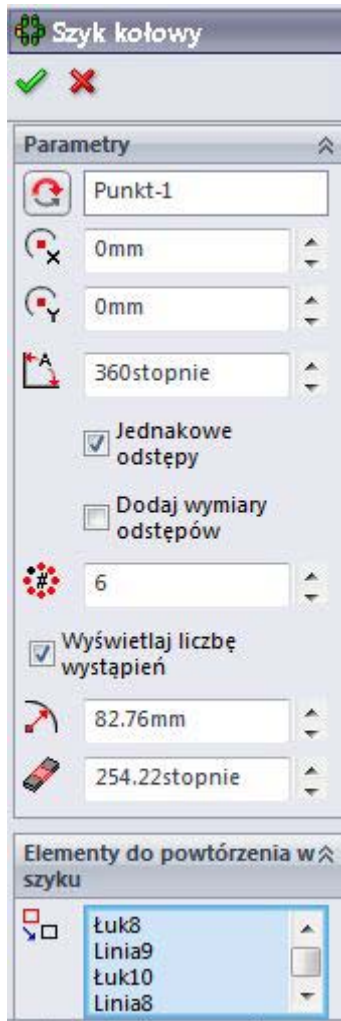 Szyk kołowy
Parametry
Punkt-1
X
0mm
Y
0mm
A
360stopnie
Jednakowe
odstępy
Dodaj wymiary
odstępów
#
6
Wyświetlaj liczbę
wystąpień
82.76mm
254.22stopnie
Elementy do powtórzenia w
szyku
Łuk8
Linia9
Łuk10
Linia8